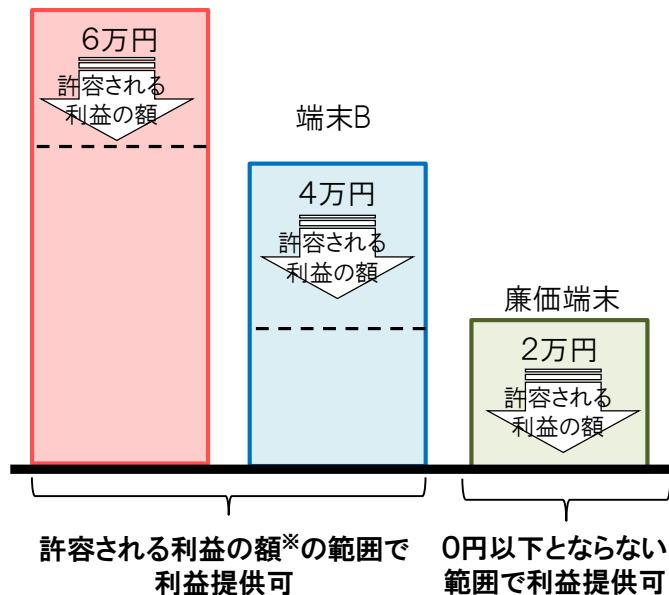 6万円
許容される
利益の額
端末B
4万円
許容される
利益の額
廉価端末
2万円
許容される
利益の額
許容される利益の額※の範囲で
利益提供可
0円以下とならない
範囲で利益提供可